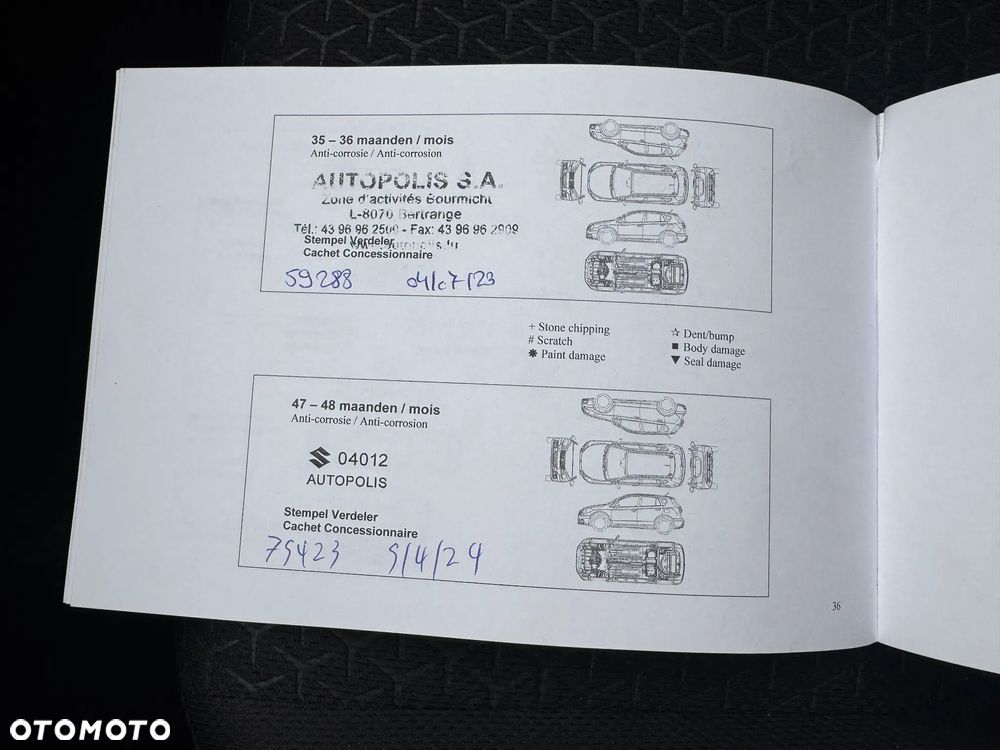 35 – 36 maanden / mois
Anti-corrosie / Anti-corrosion
AUTOPOLIS S.A.
Zone d'activités Bourmicht
L-8070 Bertrange
Tél.: 43 96 96 2500 - Fax: 43 96 96 2909
www.autopolis.lu
Stempel Verdeler
Cachet Concessionnaire
59288 04/07/23
+ Stone chipping
# Scratch
✱ Paint damage
☆ Dent/bump
■ Body damage
▼ Seal damage
47 – 48 maanden / mois
Anti-corrosie / Anti-corrosion
04012
AUTOPOLIS
Stempel Verdeler
Cachet Concessionnaire
75423 9/4/24
36
OTOMOTO